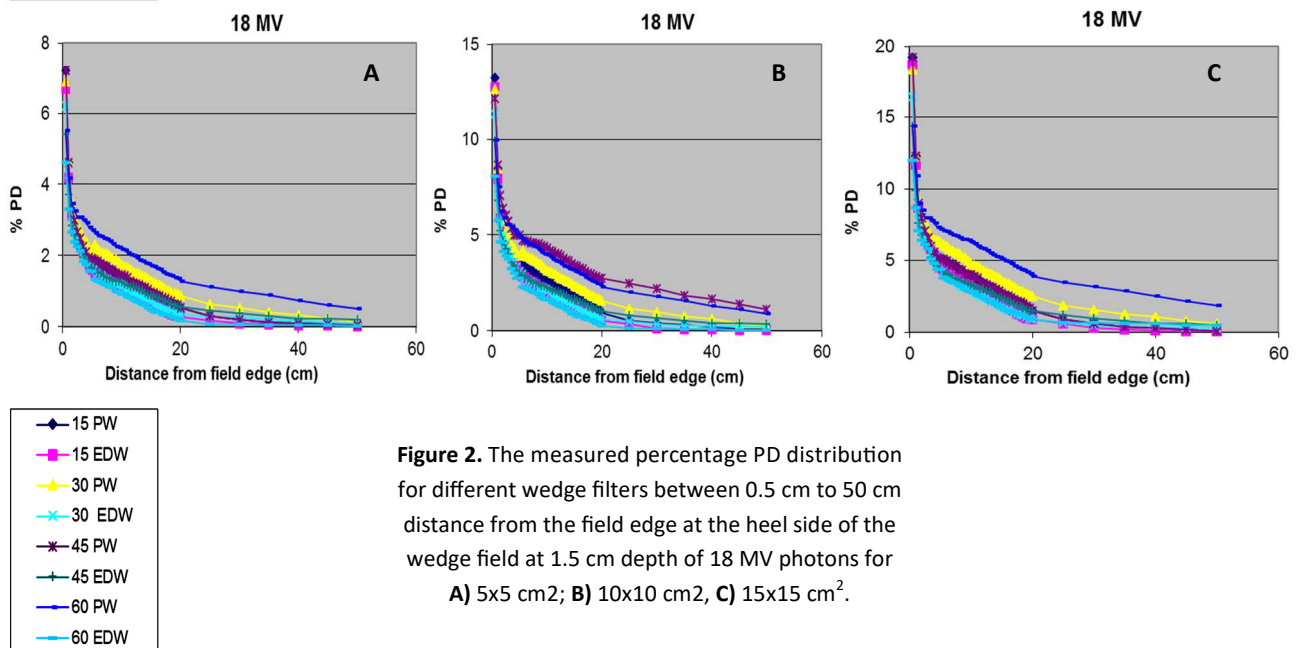 18 MV
A
8
6
4
2
0
% PD
0
20
40
60
Distance from field edge (cm)
18 MV
B
15
10
5
0
% PD
0
20
40
60
Distance from field edge (cm)
18 MV
C
20
15
10
5
0
% PD
0
20
40
60
Distance from field edge (cm)
15 PW
15 EDW
30 PW
30 EDW
45 PW
45 EDW
60 PW
60 EDW
Figure 2. The measured percentage PD distribution
for different wedge filters between 0.5 cm to 50 cm
distance from the field edge at the heel side of the
wedge field at 1.5 cm depth of 18 MV photons for
A) 5x5 cm2; B) 10x10 cm2, C) 15x15 cm².